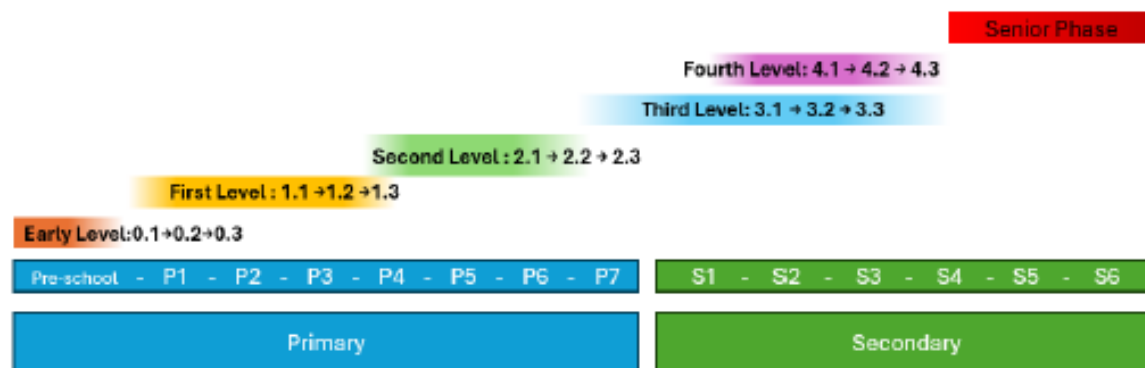 Senior Phase
Fourth Level: 4.1 → 4.2 → 4.3
Third Level: 3.1 → 3.2 → 3.3
Second Level : 2.1 → 2.2 → 2.3
First Level : 1.1 →1.2 →1.3
Early Level:0.1→0.2→0.3
Pre-school - P1 - P2 - P3 - P4 - P5 - P6 - P7 S1 - S2 - S3 - S4 - S5 - S6
Primary Secondary